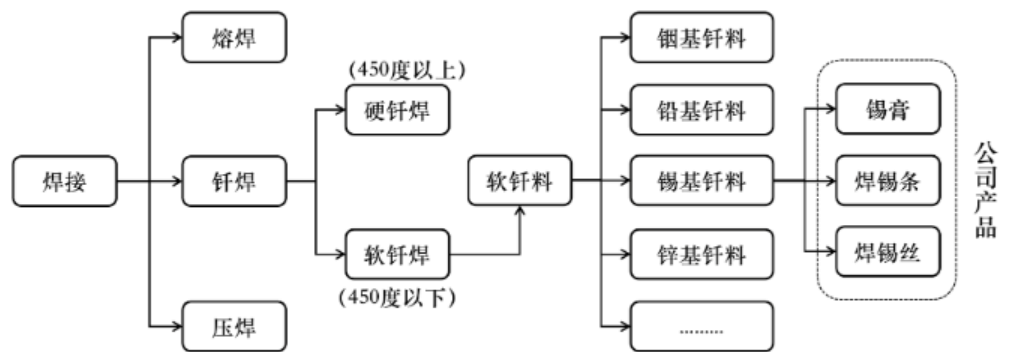 焊接
熔焊
钎焊
压焊
(450度以上)
硬钎焊
软钎焊
(450度以下)
软钎料
铟基钎料
铅基钎料
锡基钎料
锌基钎料
.........
锡膏
焊锡条
焊锡丝
公司产品